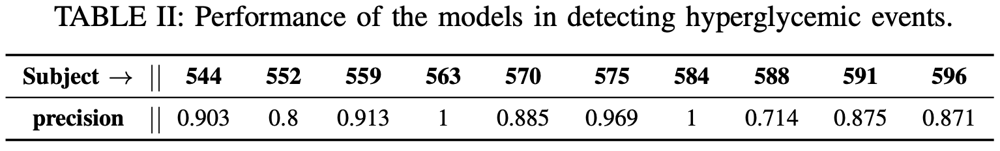 TABLE II: Performance of the models in detecting hyperglycemic events.
Subject → || 544 552 559 563 570 575 584 588 591 596
precision || 0.903 0.8 0.913 1 0.885 0.969 1 0.714 0.875 0.871